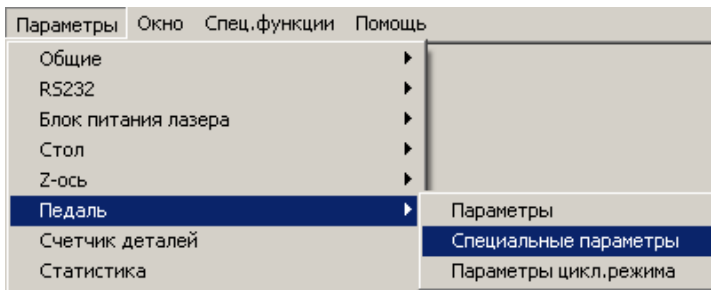 Параметры Окно Спец.функции Помощь
Общие
RS232
Блок питания лазера
Стол
Z-ось
Педаль
Счетчик деталей
Статистика
Параметры
Специальные параметры
Параметры цикл.режима